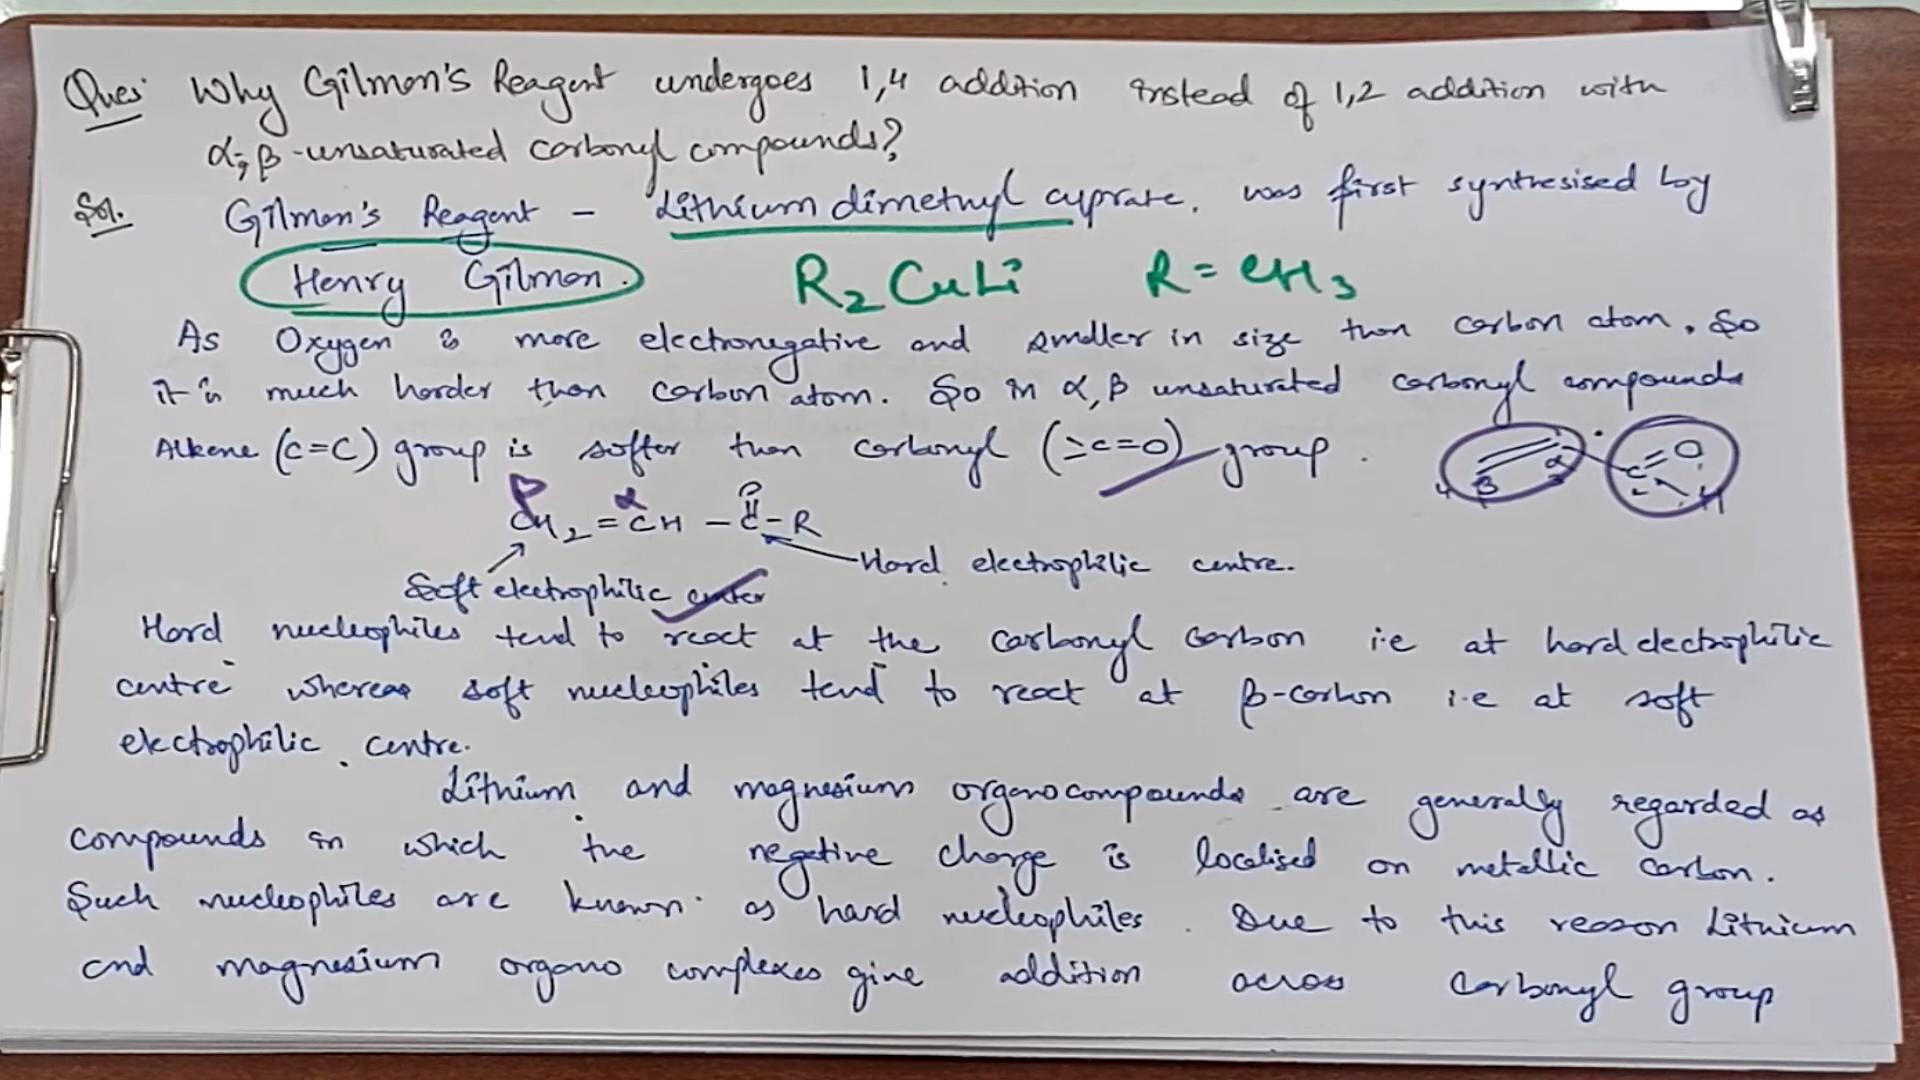 Ques: Why Gilman's Reagent undergoes 1,4 addition instead of 1,2 addition with
α,β-unsaturated carbonyl compounds?
Sol. Gilman's Reagent - Lithium dimethyl cuprate. was first synthesised by
Henry Gilman. R2CuLi R = CH3
As Oxygen is more electronegative and smaller in size than carbon atom. So
it is much harder than carbon atom. So in α,β unsaturated carbonyl compounds
Alkene (C=C) group is softer than carbonyl (>C=O) group.
β α C = O
4 3 2 H
β α O
CH2 = CH - C - R
Hard electrophilic centre.
Soft electrophilic center
Hard nucleophiles tend to react at the carbonyl carbon i.e at hard electrophilic
centre whereas soft nucleophiles tend to react at β-carbon i.e at soft
electrophilic centre.
Lithium and magnesium organocompounds are generally regarded as
compounds in which the negative charge is localised on metallic carbon.
Such nucleophiles are known as hard nucleophiles. Due to this reason Lithium
and magnesium organo complexes give addition across carbonyl group